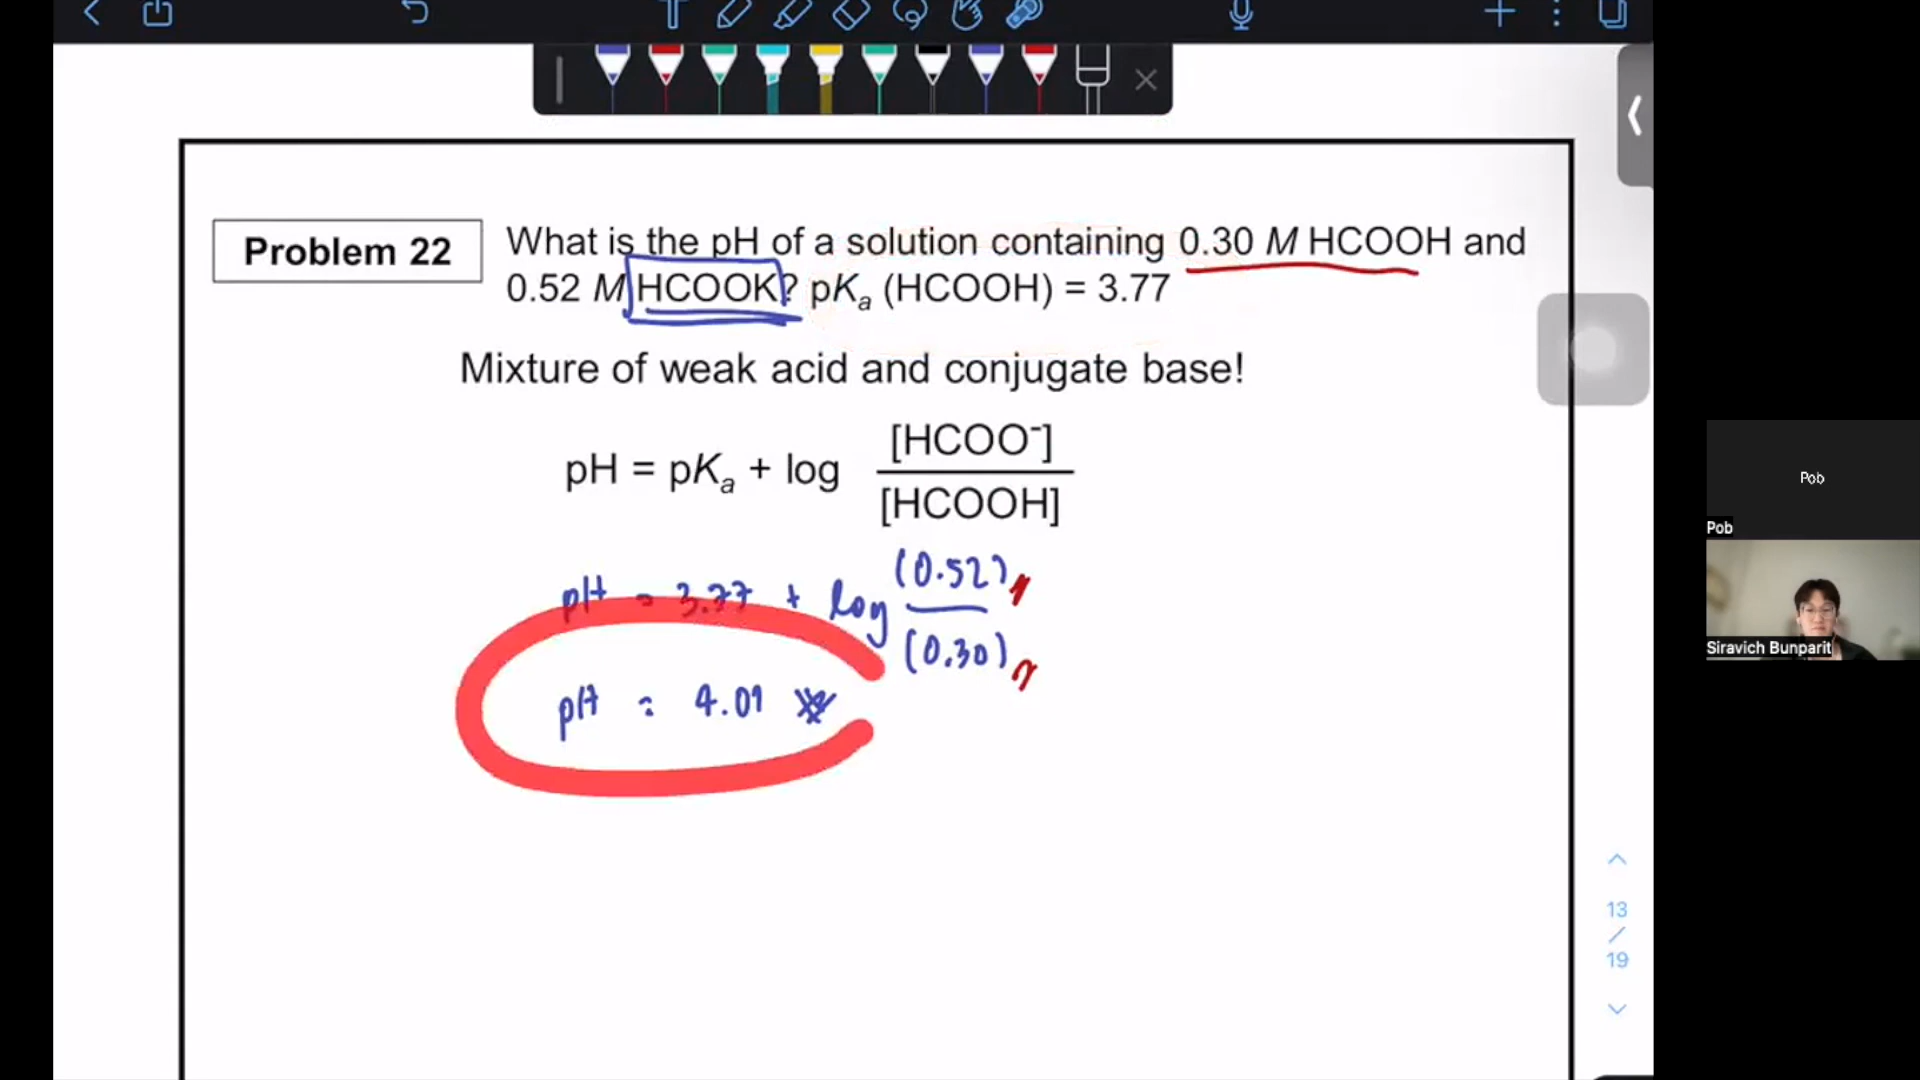 Problem 22
What is the pH of a solution containing 0.30 M HCOOH and
0.52 M HCOOK? pKa (HCOOH) = 3.77
Mixture of weak acid and conjugate base!
pH = pKa + log [HCOO-]
[HCOOH]
pH = 3.77 + log (0.52)
(0.30)
pH = 4.01
Pob
Pob
Siravich Bunparit
13
/
19